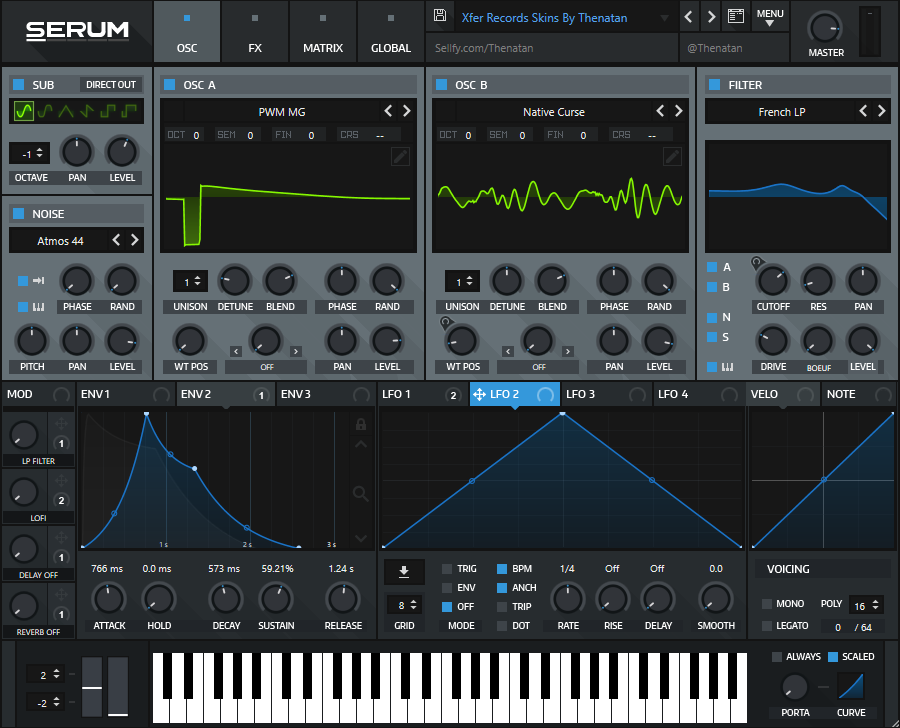 SERUM
OSC
FX
MATRIX
GLOBAL
Xfer Records Skins By Thenatan
Sellfy.com/Thenatan
@Thenatan
MENU
MASTER
SUB
DIRECT OUT
-1
OCTAVE PAN LEVEL
NOISE
Atmos 44
PHASE RAND
PITCH PAN LEVEL
OSC A
PWM MG
OCT 0 SEM 0 FIN 0 CRS --
1
UNISON DETUNE BLEND PHASE RAND
WT POS OFF PAN LEVEL
OSC B
Native Curse
OCT 0 SEM 0 FIN 0 CRS --
1
UNISON DETUNE BLEND PHASE RAND
WT POS OFF PAN LEVEL
FILTER
French LP
A
B
N
S
CUTOFF RES PAN
DRIVE BOEUF LEVEL
MOD
ENV 1
ENV 2 1
ENV 3
LFO 1 2
LFO 2
LFO 3
LFO 4
VELO
NOTE
1
LP FILTER
2
LOFI
1
DELAY OFF
1
REVERB OFF
1 s 2 s 3 s
766 ms 0.0 ms 573 ms 59.21% 1.24 s
ATTACK HOLD DECAY SUSTAIN RELEASE
8
GRID
TRIG
ENV
OFF
MODE
BPM
ANCH
TRIP
DOT
1/4 Off Off 0.0
RATE RISE DELAY SMOOTH
VOICING
MONO POLY 16
LEGATO 0 / 64
2
-2
ALWAYS SCALED
PORTA CURVE